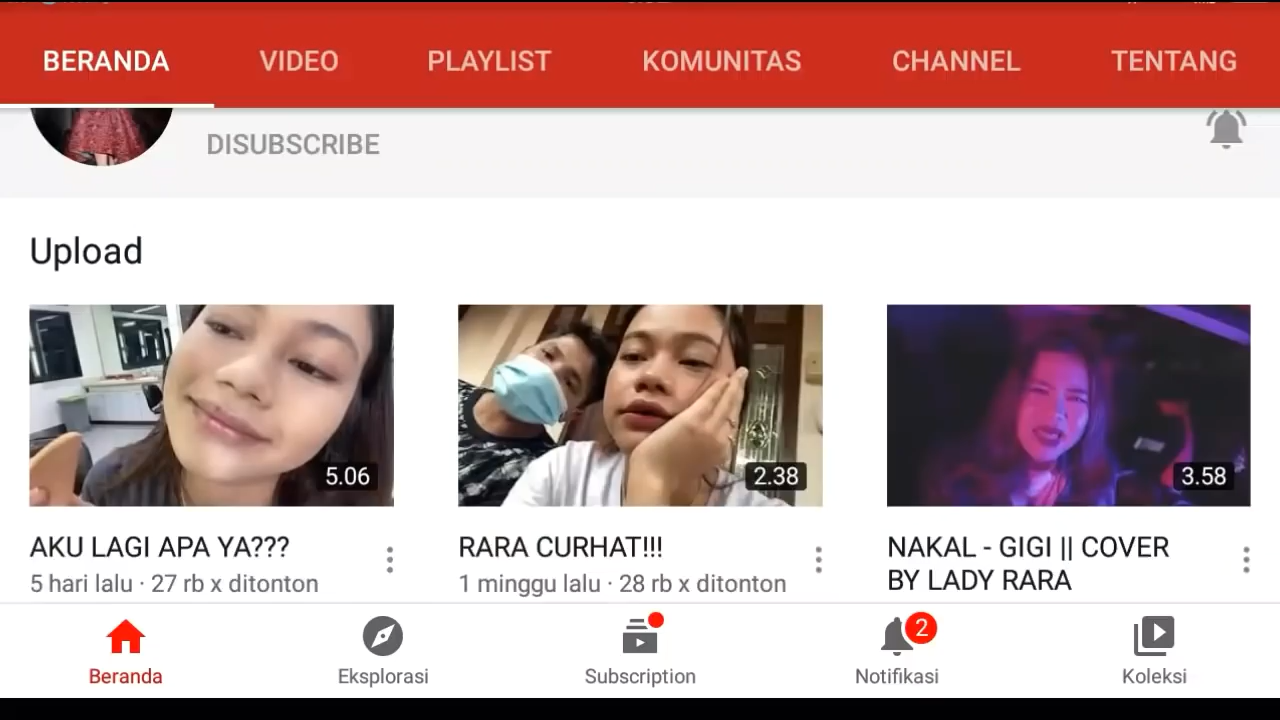 BERANDA VIDEO PLAYLIST KOMUNITAS CHANNEL TENTANG
DISUBSCRIBE
Upload
5.06 2.38 3.58
AKU LAGI APA YA???
5 hari lalu · 27 rb x ditonton
RARA CURHAT!!!
1 minggu lalu · 28 rb x ditonton
NAKAL - GIGI || COVER
BY LADY RARA
2
Beranda Eksplorasi Subscription Notifikasi Koleksi